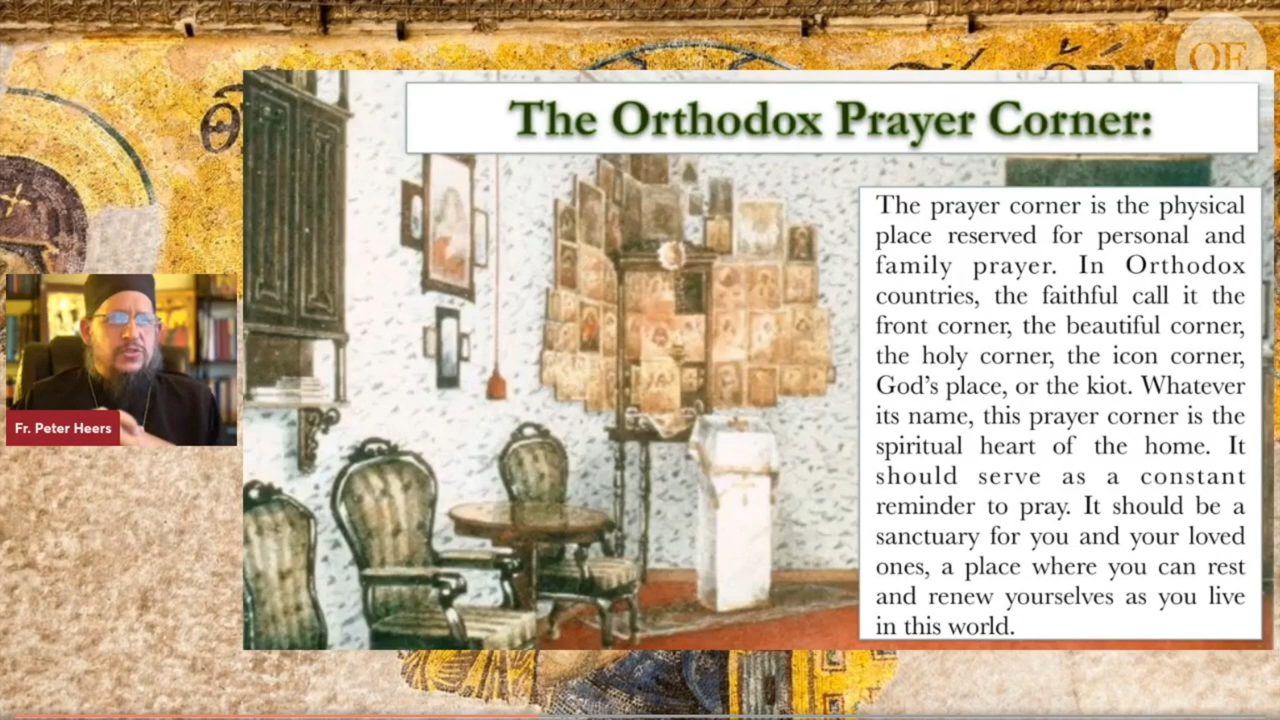 OE
The Orthodox Prayer Corner:
The prayer corner is the physical
place reserved for personal and
family prayer. In Orthodox
countries, the faithful call it the
front corner, the beautiful corner,
the holy corner, the icon corner,
God’s place, or the kiot. Whatever
its name, this prayer corner is the
spiritual heart of the home. It
should serve as a constant
reminder to pray. It should be a
sanctuary for you and your loved
ones, a place where you can rest
and renew yourselves as you live
in this world.
Fr. Peter Heers